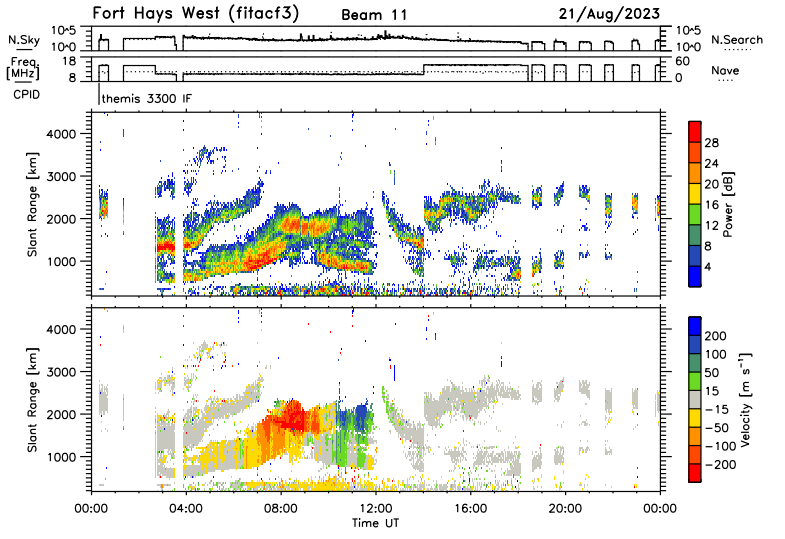 Fort Hays West (fitacf3) Beam 11 21/Aug/2023
N.Sky 10^5 10^0 10^5 10^0 N.Search
Freq. [MHz] 18 8 60 0 Nave
CPID themis 3300 IF
Slant Range [km] 4000 3000 2000 1000
Power [dB] 28 24 20 16 12 8 4
Slant Range [km] 4000 3000 2000 1000
Velocity [m s⁻¹] 200 100 50 15 -15 -50 -100 -200
00:00 04:00 08:00 12:00 16:00 20:00 00:00
Time UT